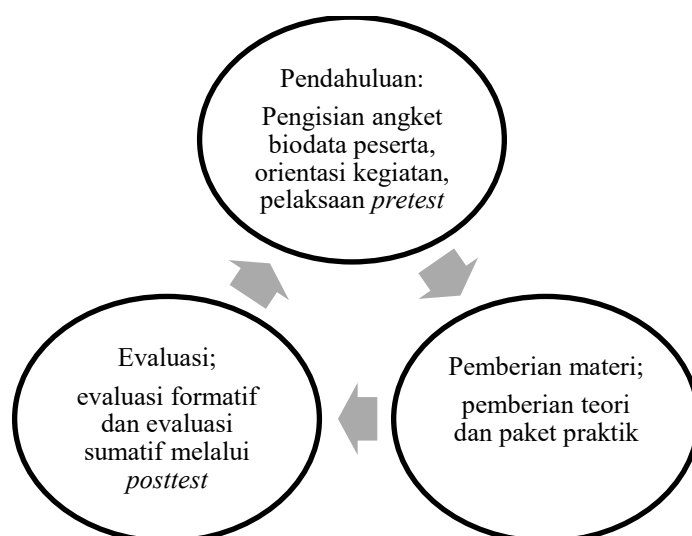 Pendahuluan:
Pengisian angket
biodata peserta,
orientasi kegiatan,
pelaksaan pretest
Evaluasi;
evaluasi formatif
dan evaluasi
sumatif melalui
posttest
Pemberian materi;
pemberian teori
dan paket praktik